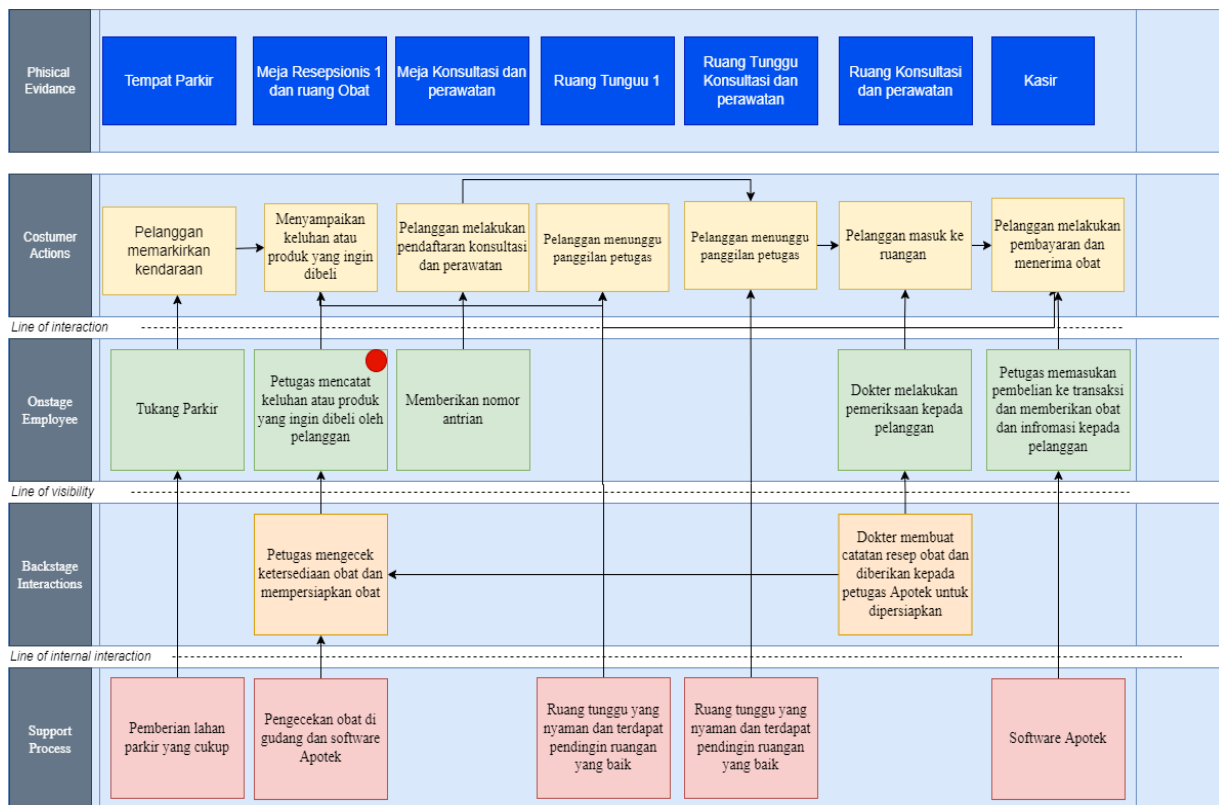 Phisical
Evidence
Tempat Parkir
Meja Resepsionis 1
dan ruang Obat
Meja Konsultasi dan
perawatan
Ruang Tunguu 1
Ruang Tunggu
Konsultasi dan
perawatan
Ruang Konsultasi
dan perawatan
Kasir
Costumer
Actions
Pelanggan
memarkirkan
kendaraan
Menyampaikan
keluhan atau
produk yang ingin
dibeli
Pelanggan melakukan
pendaftaran konsultasi
dan perawatan
Pelanggan menunggu
panggilan petugas
Pelanggan menunggu
panggilan petugas
Pelanggan masuk ke
ruangan
Pelanggan melakukan
pembayaran dan
menerima obat
Line of interaction
Onstage
Employee
Tukang Parkir
Petugas mencatat
keluhan atau produk
yang ingin dibeli oleh
pelanggan
Memberikan nomor
antrian
Dokter melakukan
pemeriksaan kepada
pelanggan
Petugas memasukan
pembelian ke transaksi
dan memberikan obat
dan infromasi kepada
pelanggan
Line of visibility
Backstage
Interactions
Petugas mengecek
ketersediaan obat dan
mempersiapkan obat
Dokter membuat
catatan resep obat dan
diberikan kepada
petugas Apotek untuk
dipersiapkan
Line of internal interaction
Support
Process
Pemberian lahan
parkir yang cukup
Pengecekan obat di
gudang dan software
Apotek
Ruang tunggu yang
nyaman dan terdapat
pendingin ruangan
yang baik
Ruang tunggu yang
nyaman dan terdapat
pendingin ruangan
yang baik
Software Apotek